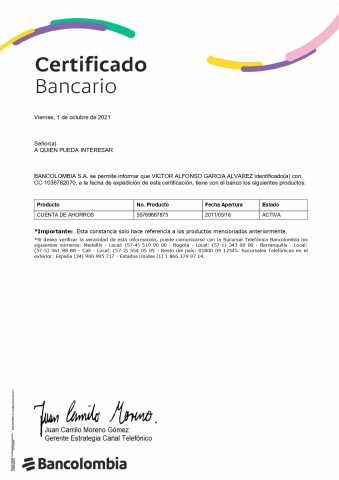 Certificado
Bancario
Viernes, 1 de octubre de 2021
Señor(a)
A QUIEN PUEDA INTERESAR
BANCOLOMBIA S.A. se permite informar que VICTOR ALFONSO GARCIA ALVAREZ identificado(a) con
CC 1036782070, a la fecha de expedición de esta certificación, tiene con el banco los siguientes productos:
Producto No. Producto Fecha Apertura Estado
CUENTA DE AHORROS 55769687873 2011/05/16 ACTIVA
*Importante: Esta constancia solo hace referencia a los productos mencionados anteriormente.
*Si desea verificar la veracidad de esta información, puede comunicarse con la Sucursal Telefónica Bancolombia los
siguientes números: Medellín - Local: (57-4) 510 90 00 - Bogotá - Local: (57-1) 343 00 00 - Barranquilla - Local:
(57-5) 361 88 88 - Cali - Local: (57-2) 554 05 05 - Resto del país: 01800 09 12345. Sucursales Telefónicas en el
exterior: España (34) 900 995 717 - Estados Unidos (1) 1 866 379 97 14.
Juan Camilo Moreno.
Juan Camilo Moreno Gómez
Gerente Estrategia Canal Telefónico
Bancolombia